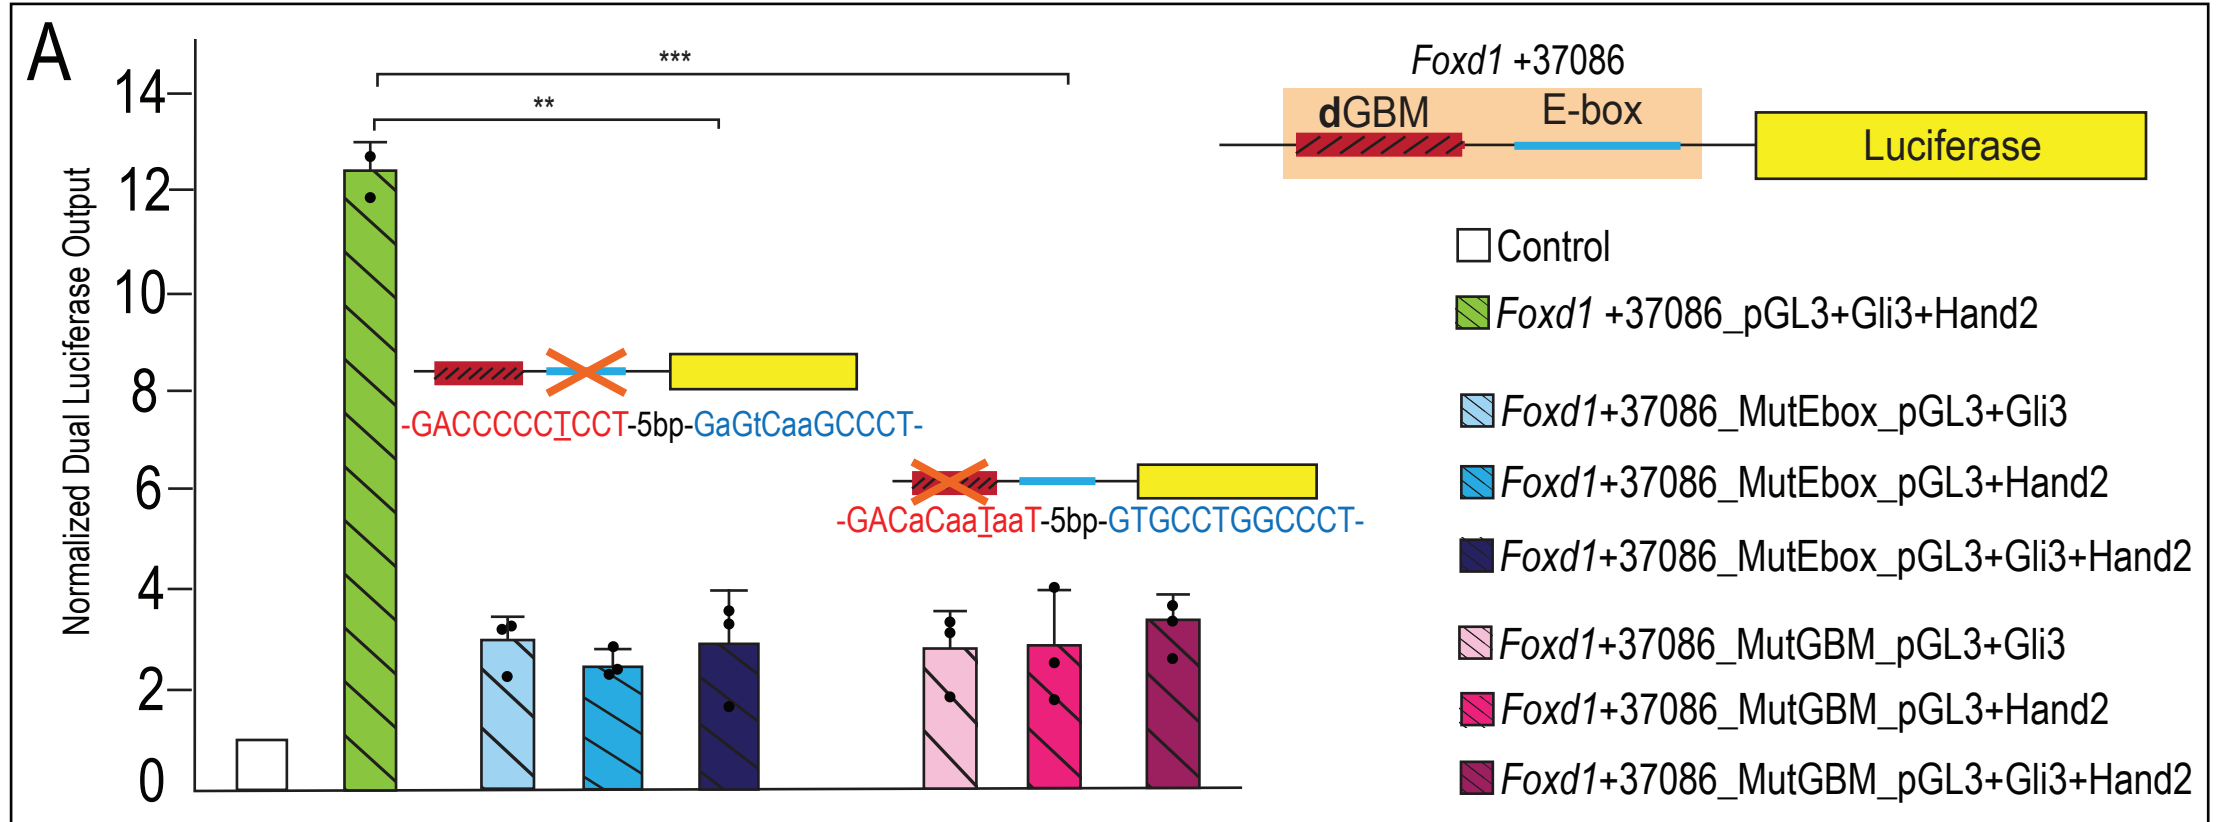 A
Normalized Dual Luciferase Output
14
12
10
8
6
4
2
0
***
**
-GACCCCCTCCT-5bp-GaGtCaaGCCCT-
-GACaCaaTaaT-5bp-GTGCCTGGCCCT-
Foxd1 +37086
dGBM E-box
Luciferase
Control
Foxd1 +37086_pGL3+Gli3+Hand2
Foxd1+37086_MutEbox_pGL3+Gli3
Foxd1+37086_MutEbox_pGL3+Hand2
Foxd1+37086_MutEbox_pGL3+Gli3+Hand2
Foxd1+37086_MutGBM_pGL3+Gli3
Foxd1+37086_MutGBM_pGL3+Hand2
Foxd1+37086_MutGBM_pGL3+Gli3+Hand2